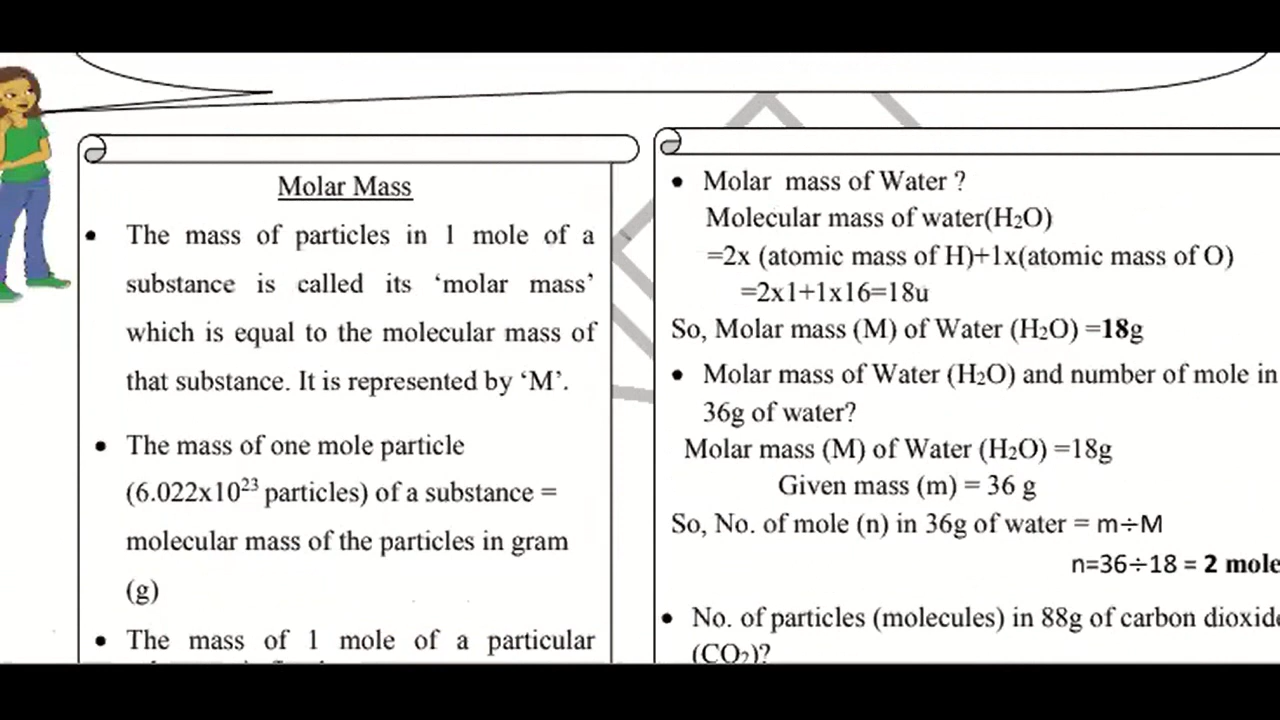 Molar Mass
• The mass of particles in 1 mole of a
substance is called its ‘molar mass’
which is equal to the molecular mass of
that substance. It is represented by ‘M’.
• The mass of one mole particle
(6.022x10²³ particles) of a substance =
molecular mass of the particles in gram
(g)
• The mass of 1 mole of a particular
• Molar mass of Water ?
Molecular mass of water(H₂O)
=2x (atomic mass of H)+1x(atomic mass of O)
=2x1+1x16=18u
So, Molar mass (M) of Water (H₂O) =18g
• Molar mass of Water (H₂O) and number of mole in
36g of water?
Molar mass (M) of Water (H₂O) =18g
Given mass (m) = 36 g
So, No. of mole (n) in 36g of water = m÷M
n=36÷18 = 2 mole
• No. of particles (molecules) in 88g of carbon dioxide
(CO₂)?